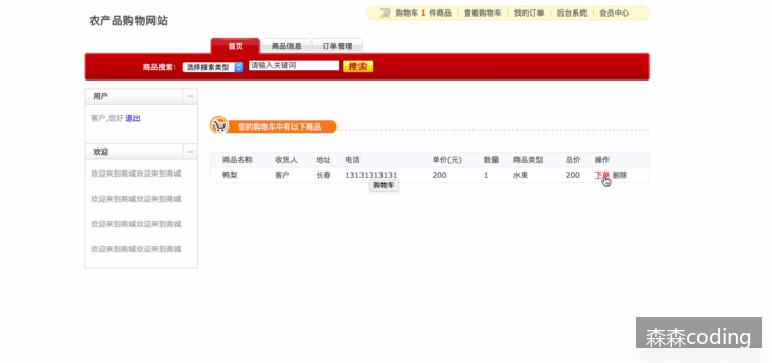 农产品购物网站
购物车 1 件商品 | 查看购物车 | 我的订单 | 后台系统 | 会员中心
首页 商品信息 订单管理
商品搜索: 选择搜索类型 请输入关键词 搜索
用户
客户,您好 退出
您的购物车中有以下商品
欢迎
欢迎来到商城欢迎来到商城
欢迎来到商城欢迎来到商城
欢迎来到商城欢迎来到商城
欢迎来到商城欢迎来到商城
商品名称 收货人 地址 电话 单价(元) 数量 商品类型 总价 操作
鸭梨 客户 长春 13131313131 200 1 水果 200 下单 删除
购物车
森森coding